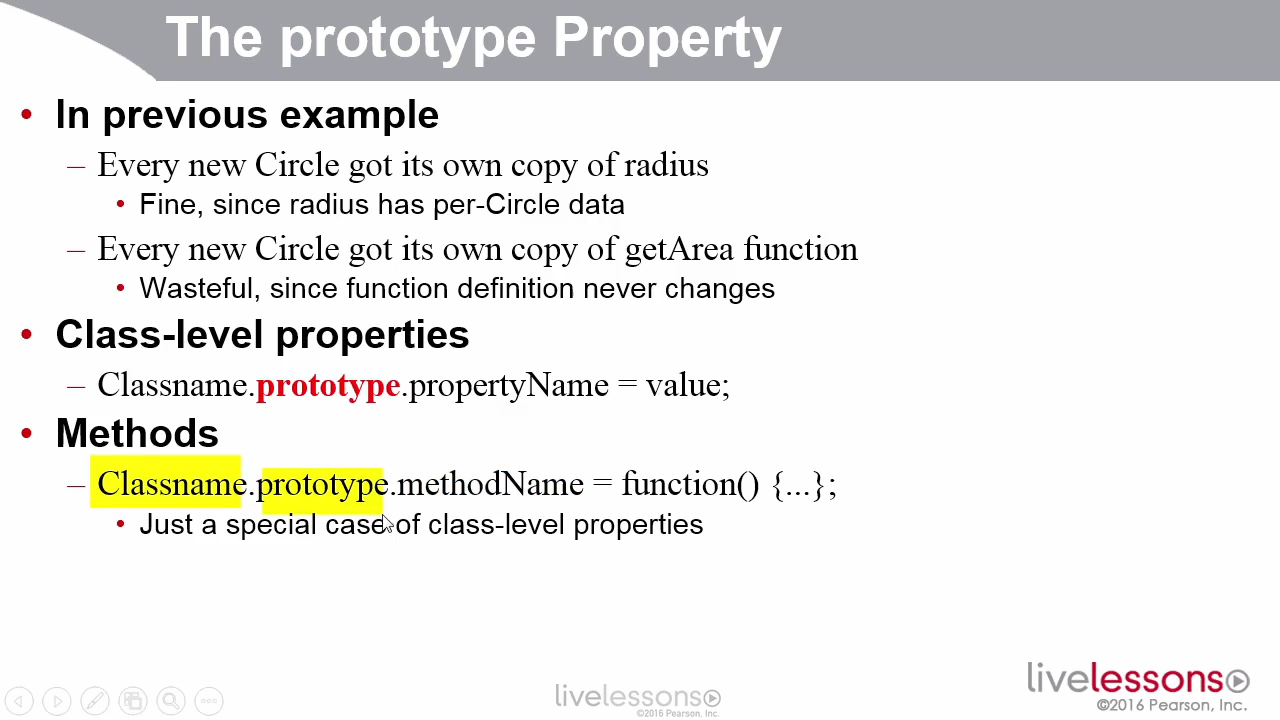 The prototype Property
• In previous example
– Every new Circle got its own copy of radius
• Fine, since radius has per-Circle data
– Every new Circle got its own copy of getArea function
• Wasteful, since function definition never changes
• Class-level properties
– Classname.prototype.propertyName = value;
• Methods
– Classname.prototype.methodName = function() {...};
• Just a special case of class-level properties
livelessons
©2016 Pearson, Inc.
livelessons
©2016 Pearson, Inc.